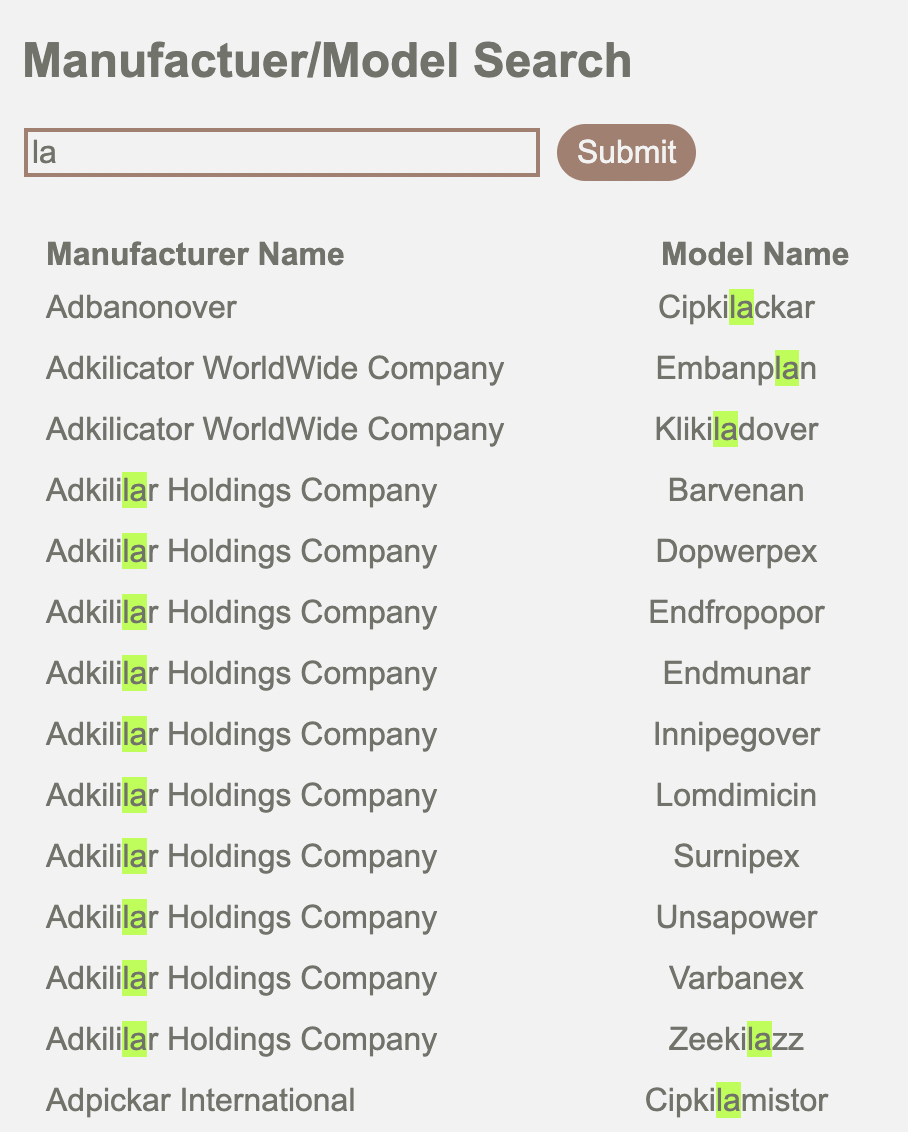 Manufactuer/Model Search
la Submit
Manufacturer Name Model Name
Adbanonover Cipkilackar
Adkilicator WorldWide Company Embanplan
Adkilicator WorldWide Company Klikiladover
Adkililar Holdings Company Barvenan
Adkililar Holdings Company Dopwerpex
Adkililar Holdings Company Endfropopor
Adkililar Holdings Company Endmunar
Adkililar Holdings Company Innipegover
Adkililar Holdings Company Lomdimicin
Adkililar Holdings Company Surnipex
Adkililar Holdings Company Unsapower
Adkililar Holdings Company Varbanex
Adkililar Holdings Company Zeekilazz
Adpickar International Cipkilamistor